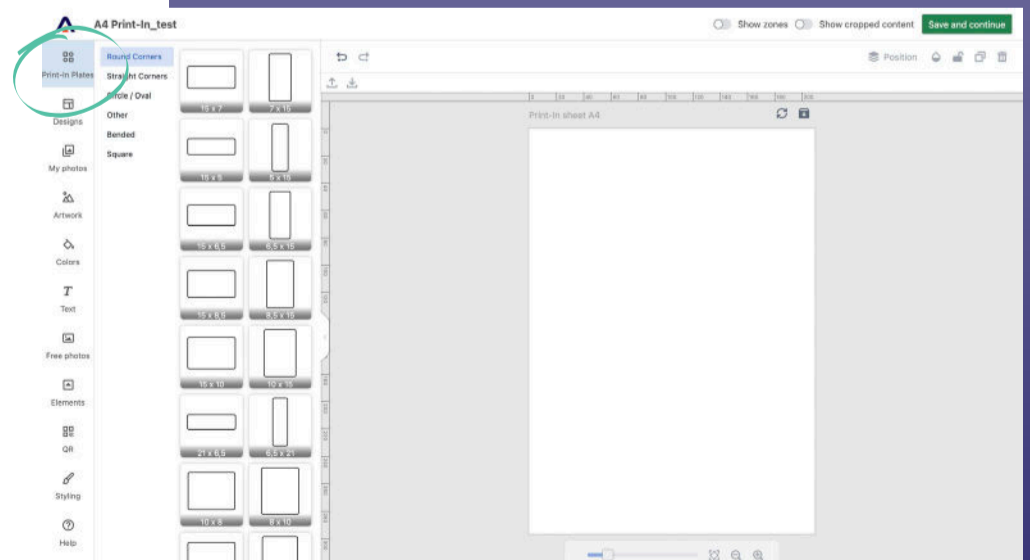 A4 Print-In_test
Show zones
Show cropped content
Save and continue
Print-In Plates
Designs
My photos
Artwork
Colors
Text
Free photos
Elements
QR
Styling
Help
Round Corners
Straight Corners
Circle / Oval
Other
Bended
Square
15 x 7
7 x 15
15 x 5
5 x 15
15 x 6,5
6,5 x 15
15 x 8,5
8,5 x 15
15 x 10
10 x 15
21 x 6,5
6,5 x 21
10 x 8
8 x 10
Position
Print-In sheet A4